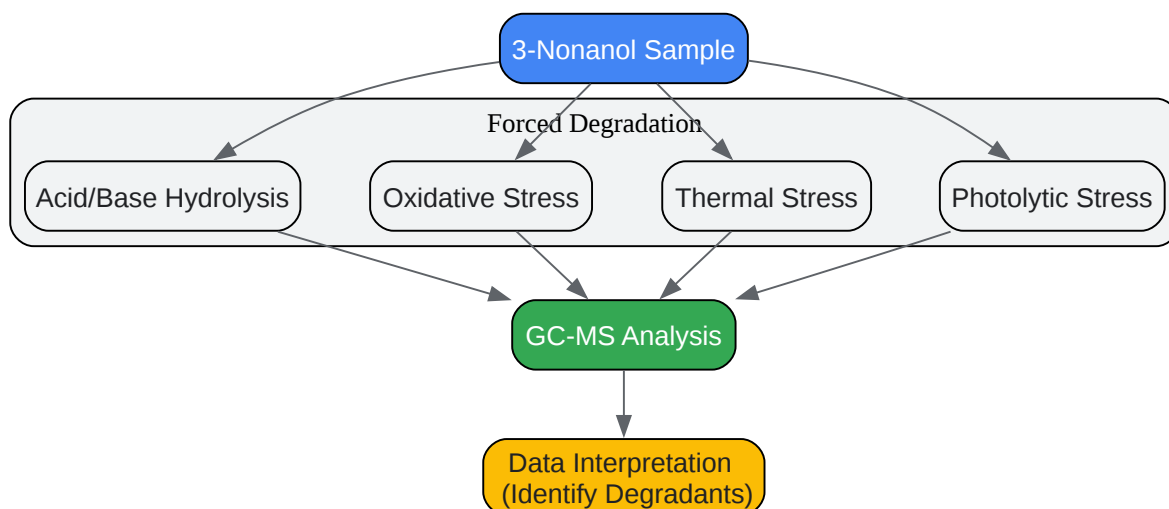 3-Nonanol Sample
Forced Degradation
Acid/Base Hydrolysis
Oxidative Stress
Thermal Stress
Photolytic Stress
GC-MS Analysis
Data Interpretation
(Identify Degradants)